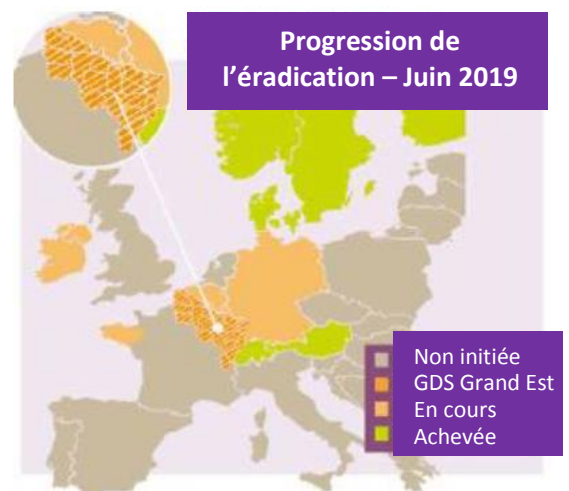 Progression de
l’éradication – Juin 2019
Non initiée
GDS Grand Est
En cours
Achevée